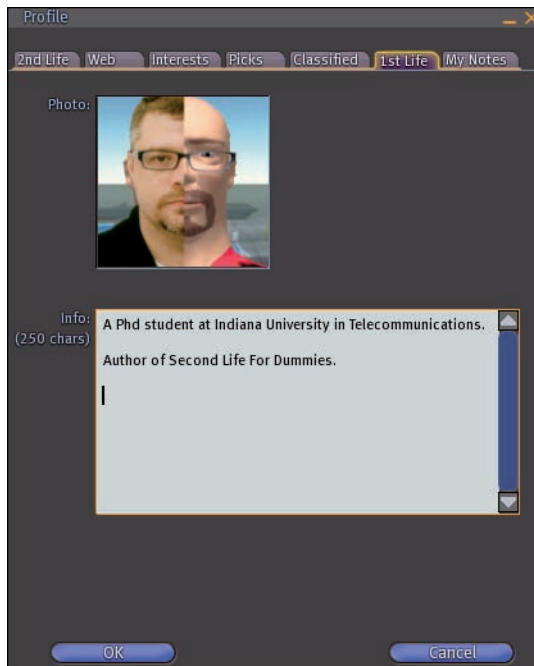 Profile
2nd Life Web Interests Picks Classified 1st Life My Notes
Photo:
Info:
(250 chars)
A Phd student at Indiana University in Telecommunications.
Author of Second Life For Dummies.
OK Cancel